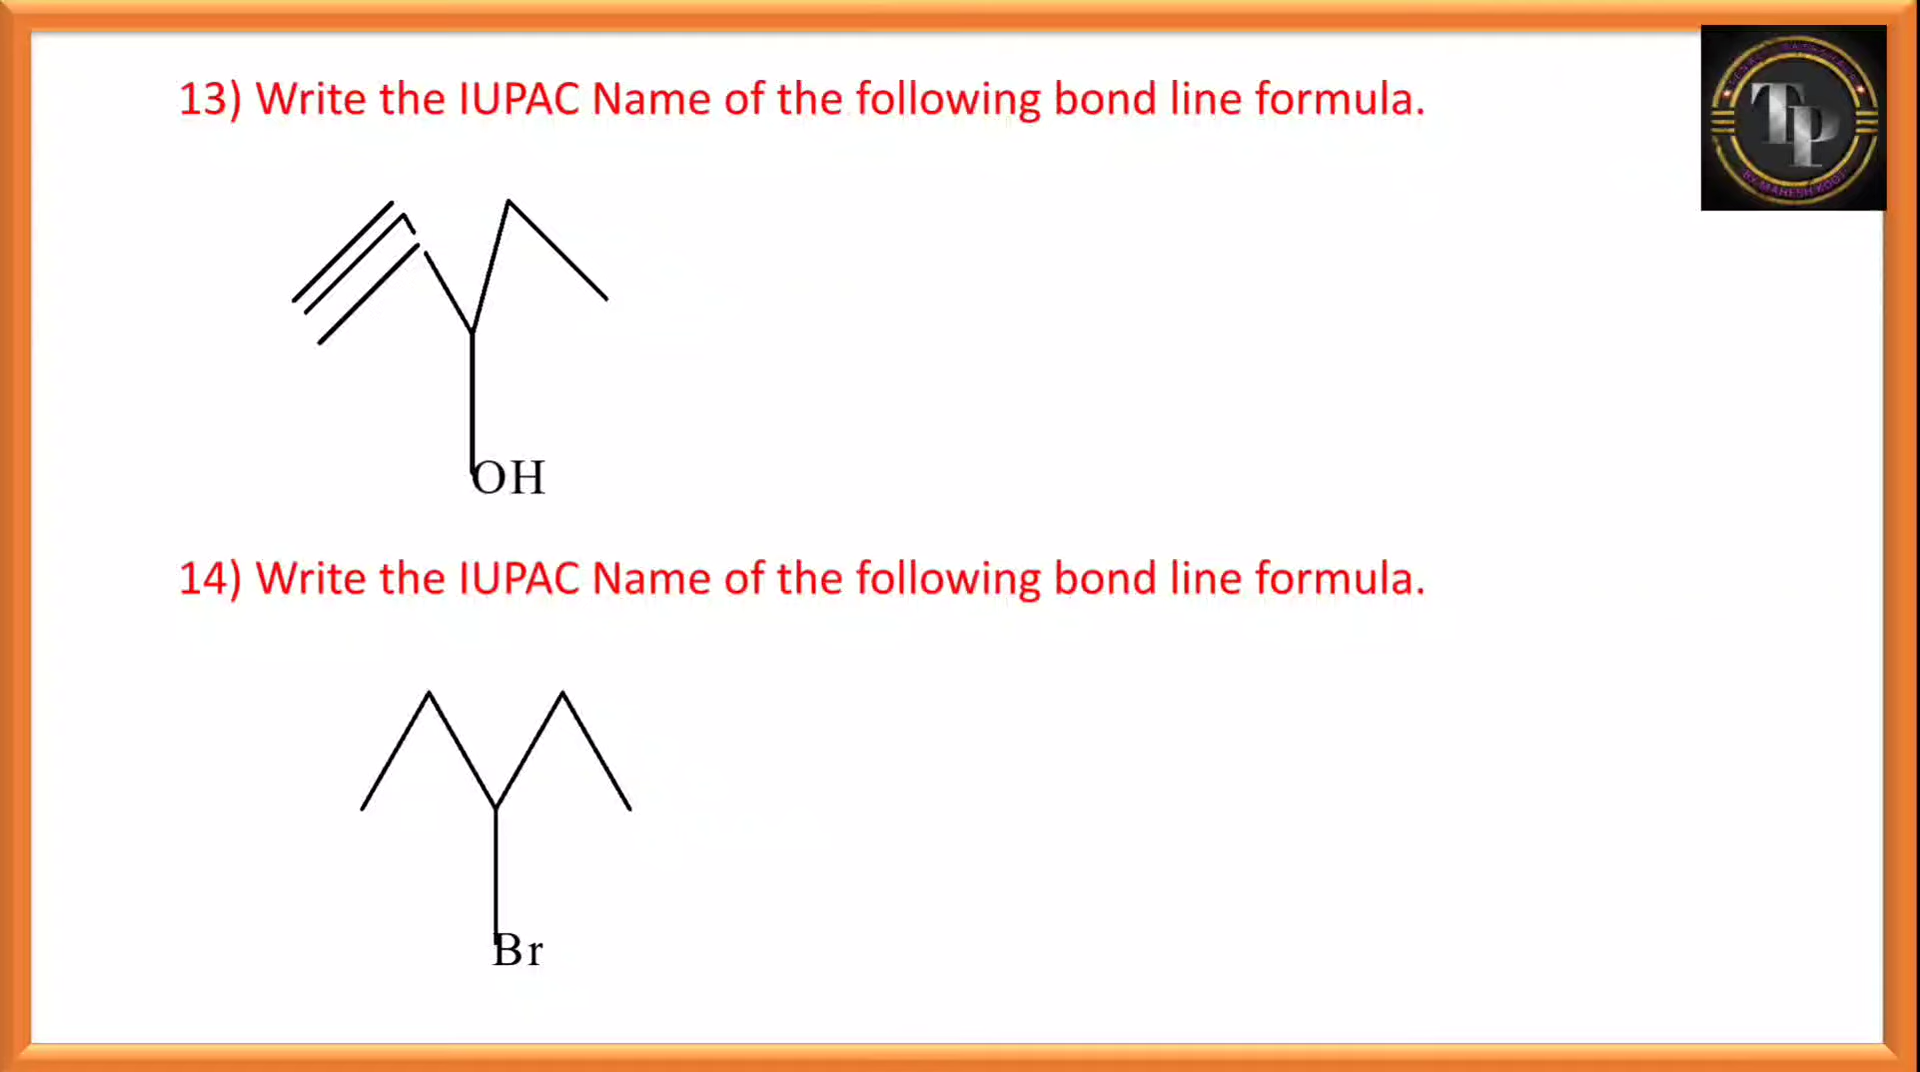 13) Write the IUPAC Name of the following bond line formula.
TP
OH
14) Write the IUPAC Name of the following bond line formula.
Br